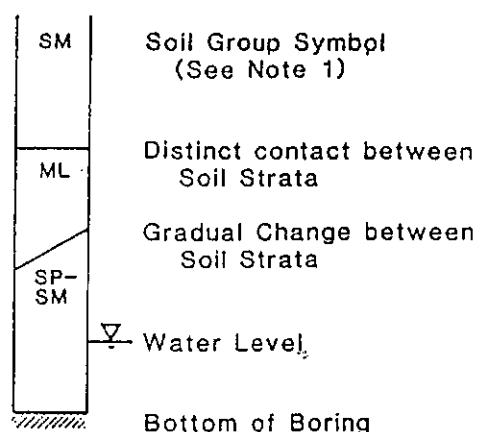 SM
Soil Group Symbol
(See Note 1)
Distinct contact between
Soil Strata
ML
Gradual Change between
Soil Strata
SP-
SM
Water Level
Bottom of Boring